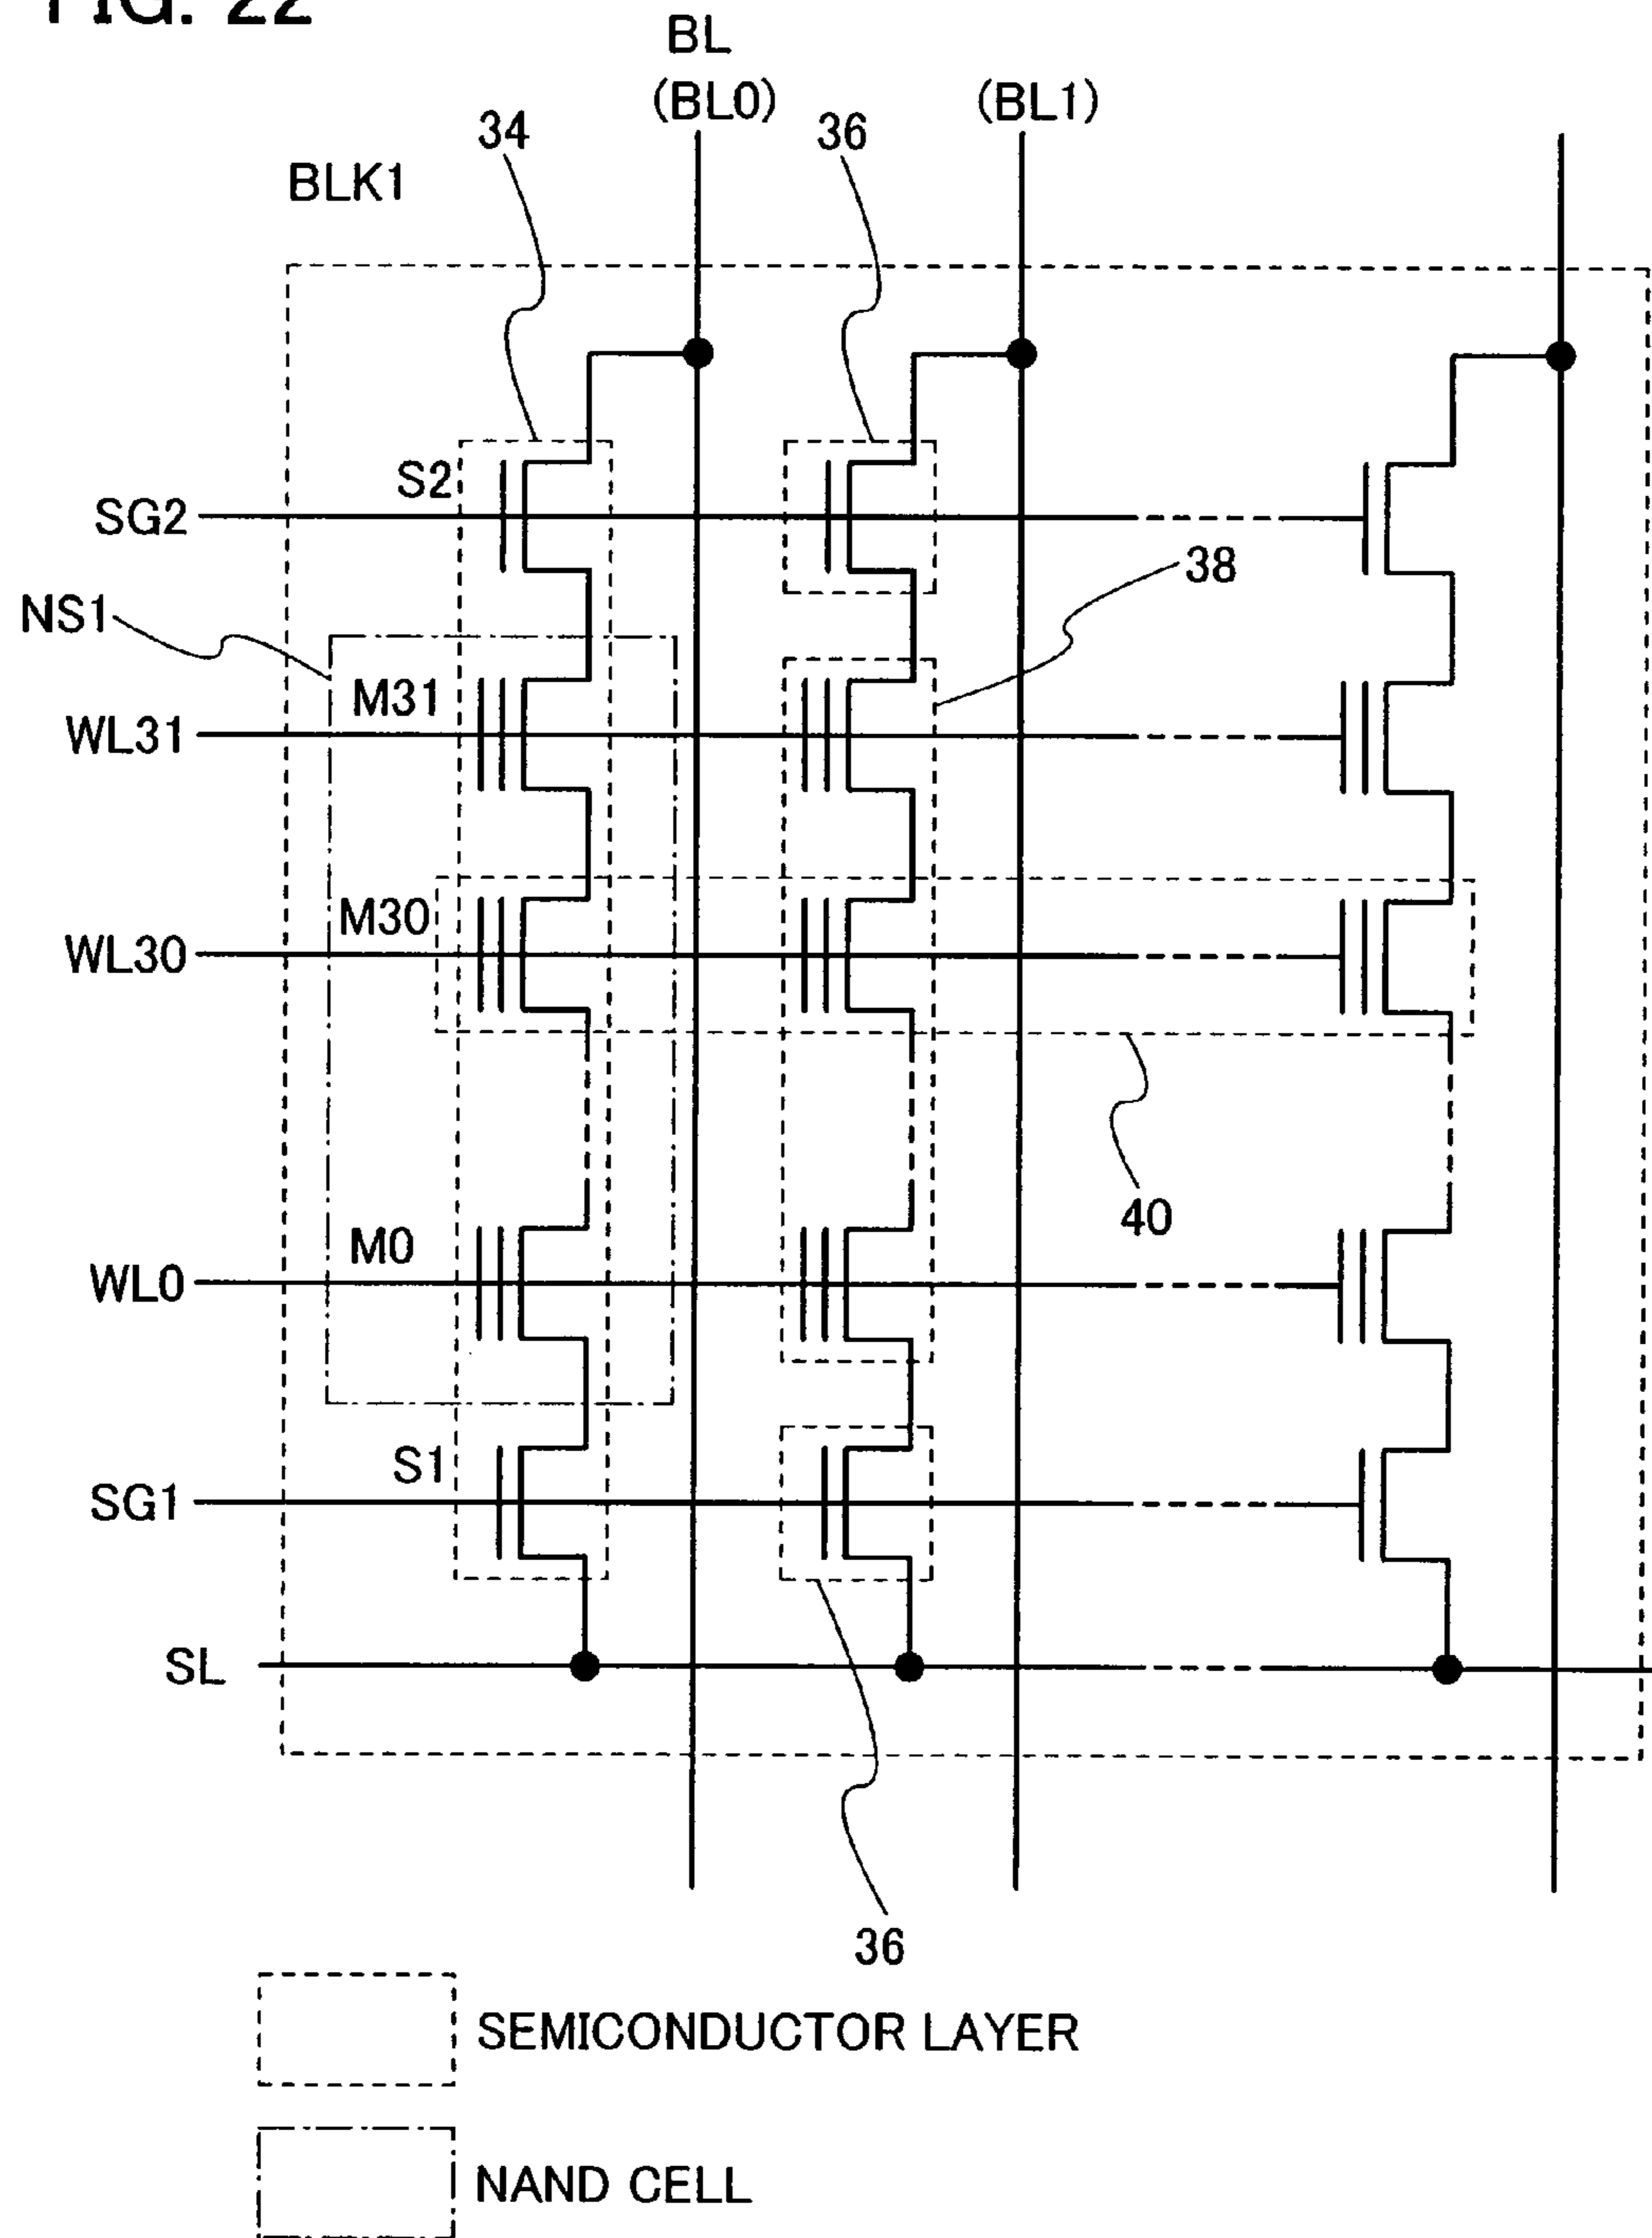 FIG. 22
BL
(BL0)
(BL1)
34
36
BLK1
S2
SG2
38
NS1
M31
WL31
M30
WL30
40
M0
WL0
S1
SG1
SL
36
SEMICONDUCTOR LAYER
NAND CELL